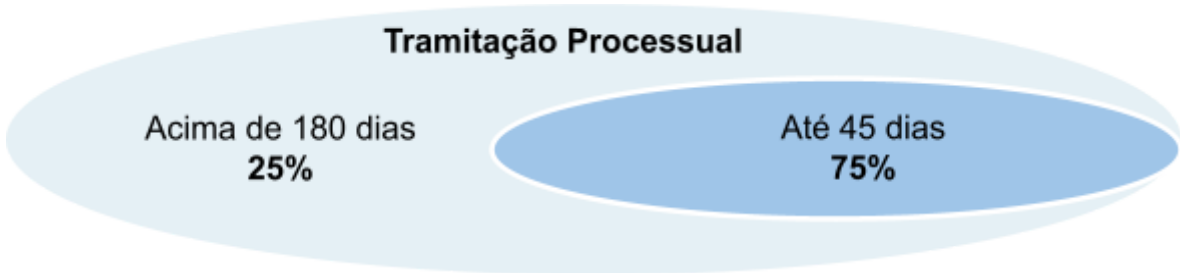 Tramitação Processual
Acima de 180 dias
25%
Até 45 dias
75%